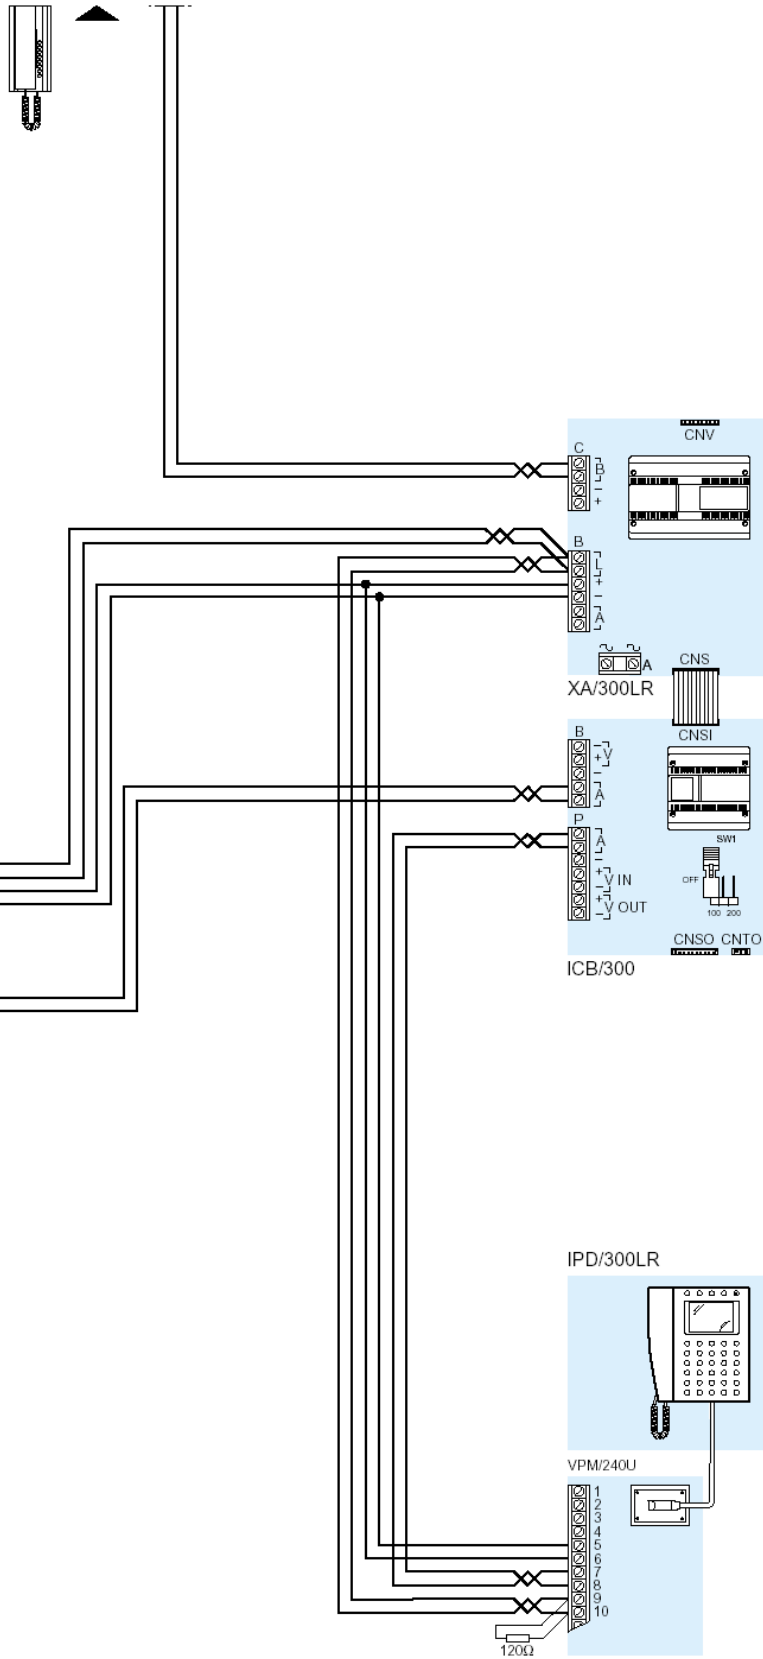 CNV
C
B
−
+
B
L
+
−
A
A
XA/300LR
CNS
CNSI
B
− V
+
−
A
P
A
−
+ V IN
−
+ V OUT
−
SW1
OFF
100 200
CNSO CNTO
ICB/300
IPD/300LR
VPM/240U
1
2
3
4
5
6
7
8
9
10
120Ω